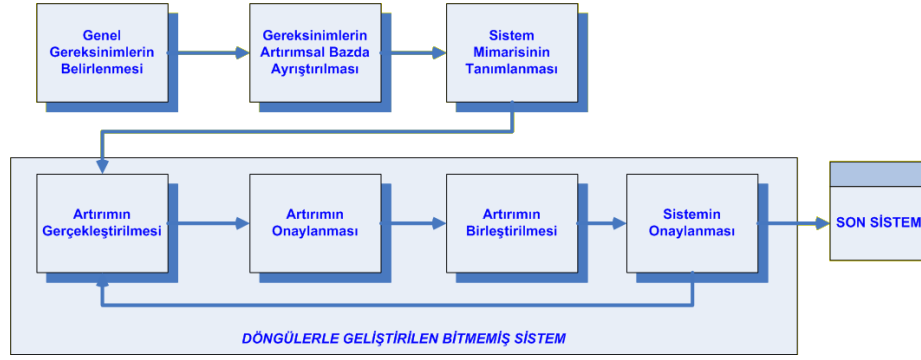 Genel
Gereksinimlerin
Belirlenmesi
Gereksinimlerin
Artırımsal Bazda
Ayrıştırılması
Sistem
Mimarisinin
Tanımlanması
Artırımın
Gerçekleştirilmesi
Artırımın
Onaylanması
Artırımın
Birleştirilmesi
Sistemin
Onaylanması
SON SİSTEM
DÖNGÜLERLE GELİŞTİRİLEN BİTMEMİŞ SİSTEM